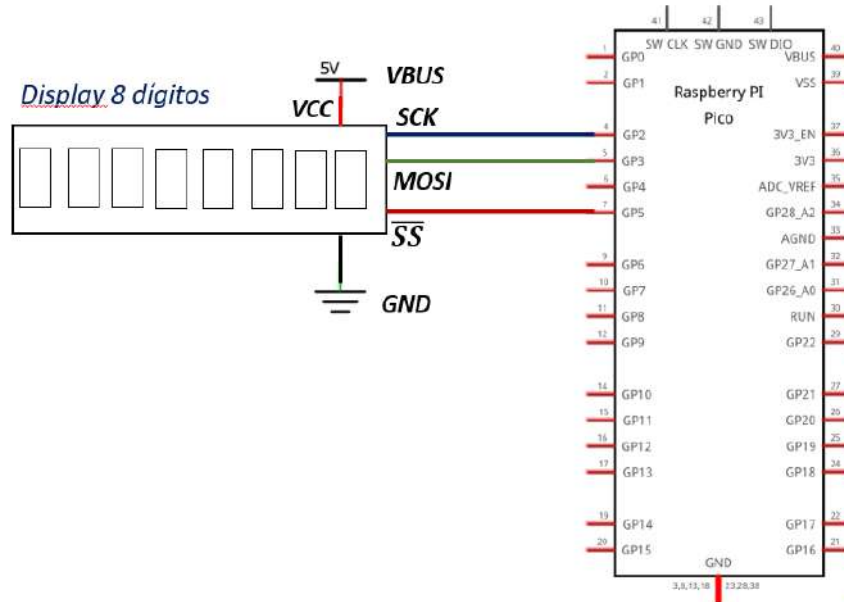 41 42 43
SW CLK SW GND SW DIO
Raspberry PI
Pico
5V
VBUS
Display 8 dígitos
VCC
SCK
MOSI
SS
GND
1 GP0
2 GP1
4 GP2
5 GP3
6 GP4
7 GP5
9 GP6
10 GP7
11 GP8
12 GP9
14 GP10
15 GP11
16 GP12
17 GP13
19 GP14
20 GP15
VBUS 40
VSS 39
3V3_EN 37
3V3 36
ADC_VREF 35
GP28_A2 34
AGND 33
GP27_A1 32
GP26_A0 31
RUN 30
GP22 29
GP21 27
GP20 26
GP19 25
GP18 24
GP17 22
GP16 21
GND
3,8,13,18 23,28,38